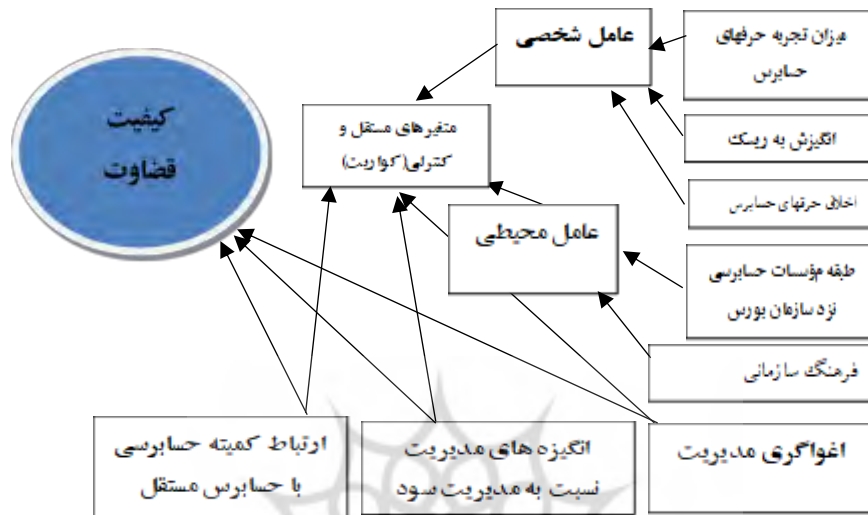 عامل شخصی
میزان تجربه حرفهای
حسابرس
انگیزش به ریسک
اخلاق حرفهای حسابرس
کیفیت
قضاوت
متغیرهای مستقل و
کنترلی(کواریت)
عامل محیطی
طبقه مؤسسات حسابرسی
نزد سازمان بورس
فرهنگ سازمانی
اغواگری مدیریت
انگیزه های مدیریت
نسبت به مدیریت سود
ارتباط کمیته حسابرسی
با حسابرس مستقل